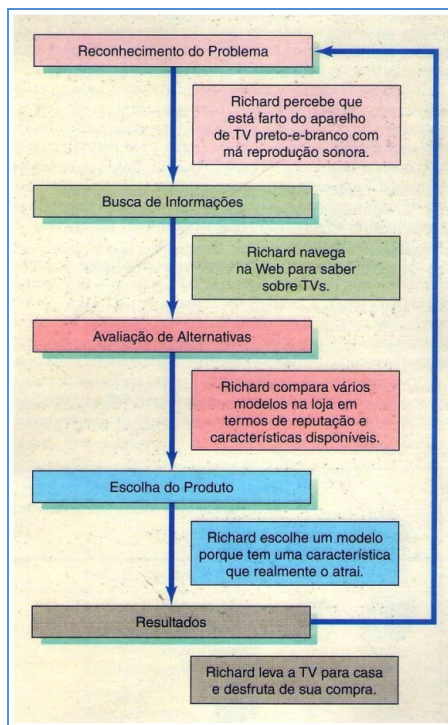 Reconhecimento do Problema
Richard percebe que
está farto do aparelho
de TV preto-e-branco com
má reprodução sonora.
Busca de Informações
Richard navega
na Web para saber
sobre TVs.
Avaliação de Alternativas
Richard compara vários
modelos na loja em
termos de reputação e
características disponíveis.
Escolha do Produto
Richard escolhe um modelo
porque tem uma característica
que realmente o atrai.
Resultados
Richard leva a TV para casa
e desfruta de sua compra.